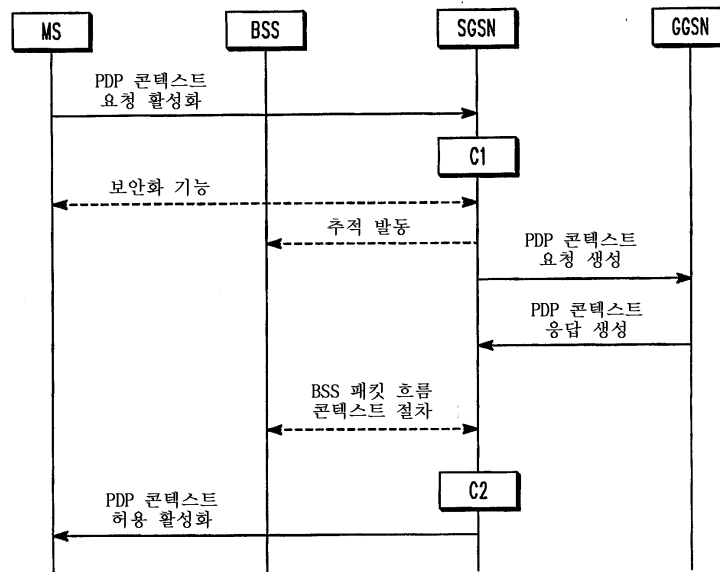 MS
BSS
SGSN
GGSN
PDP 콘텍스트
요청 활성화
C1
보안화 기능
추적 발동
PDP 콘텍스트
요청 생성
PDP 콘텍스트
응답 생성
BSS 패킷 흐름
콘텍스트 절차
C2
PDP 콘텍스트
허용 활성화